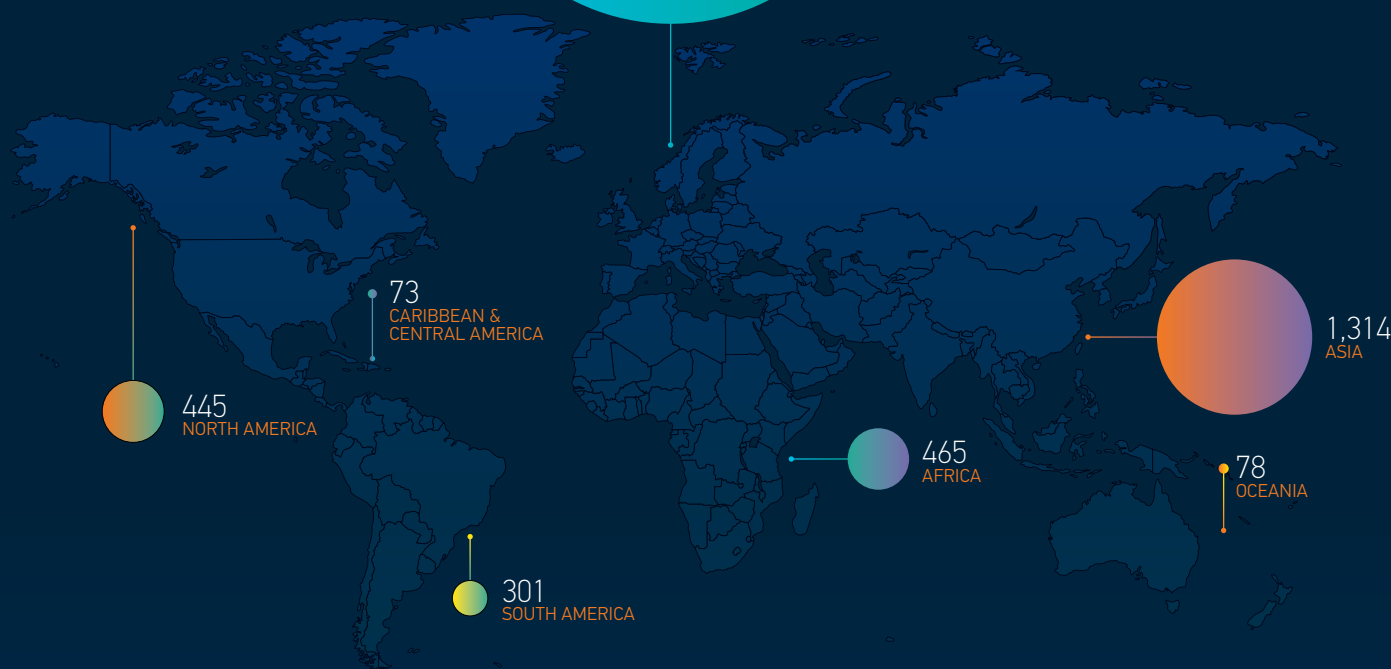 73
CARIBBEAN &
CENTRAL AMERICA
1,314
ASIA
445
NORTH AMERICA
465
AFRICA
78
OCEANIA
301
SOUTH AMERICA